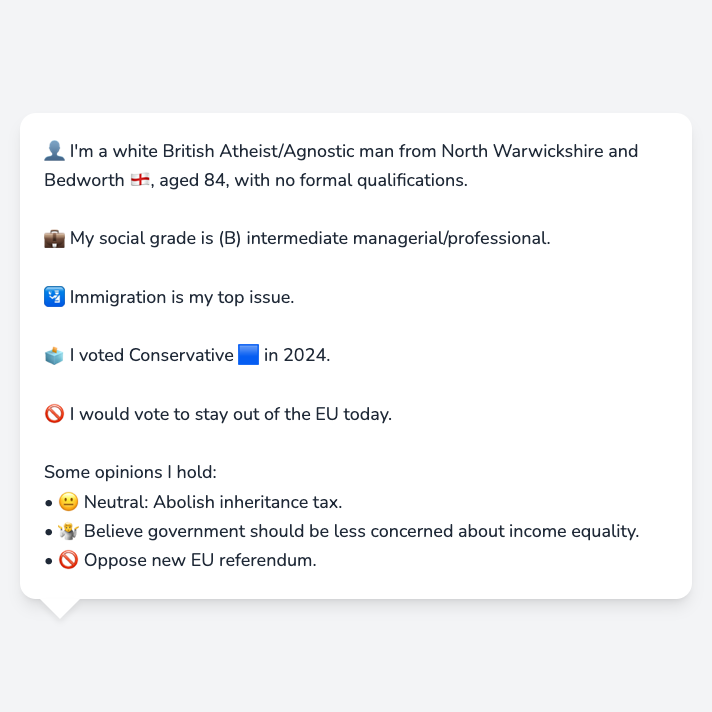 👤 I'm a white British Atheist/Agnostic man from North Warwickshire and
Bedworth 🏴󠁧󠁢󠁥󠁮󠁧󠁿, aged 84, with no formal qualifications.
💼 My social grade is (B) intermediate managerial/professional.
🛂 Immigration is my top issue.
🗳️ I voted Conservative 🟦 in 2024.
🚫 I would vote to stay out of the EU today.
Some opinions I hold:
• 😐 Neutral: Abolish inheritance tax.
• 🤷 Believe government should be less concerned about income equality.
• 🚫 Oppose new EU referendum.